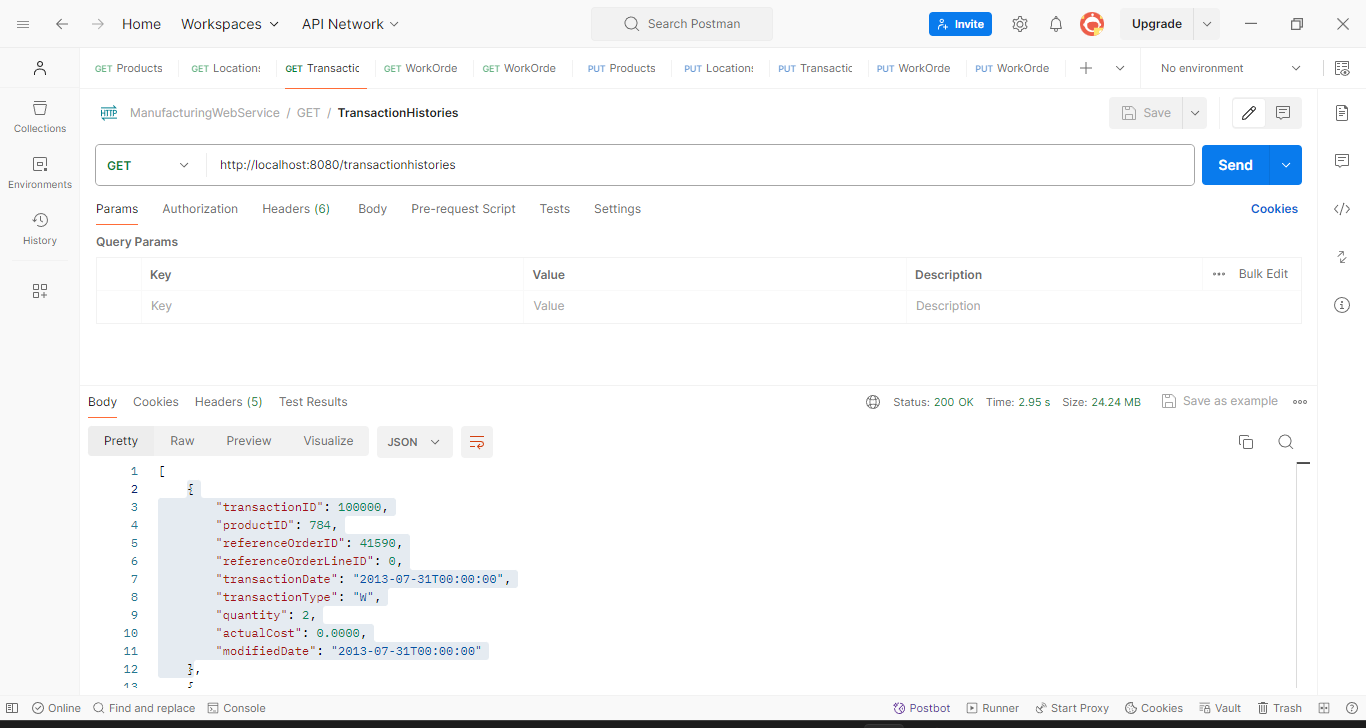 Home Workspaces API Network Search Postman Invite Upgrade
GET Products GET Locations GET Transactic GET WorkOrde GET WorkOrde PUT Products PUT Locations PUT Transactic PUT WorkOrde PUT WorkOrde No environment
Collections
Environments
History
HTTP ManufacturingWebService / GET / TransactionHistories Save
GET http://localhost:8080/transactionhistories Send
Params Authorization Headers (6) Body Pre-request Script Tests Settings Cookies
Query Params
Key Value Description Bulk Edit
Key Value Description
Body Cookies Headers (5) Test Results Status: 200 OK Time: 2.95 s Size: 24.24 MB Save as example
Pretty Raw Preview Visualize JSON
1 [
2 {
3 "transactionID": 100000,
4 "productID": 784,
5 "referenceOrderID": 41590,
6 "referenceOrderLineID": 0,
7 "transactionDate": "2013-07-31T00:00:00",
8 "transactionType": "W",
9 "quantity": 2,
10 "actualCost": 0.0000,
11 "modifiedDate": "2013-07-31T00:00:00"
12 },
13 {
Online Find and replace Console Postbot Runner Start Proxy Cookies Vault Trash